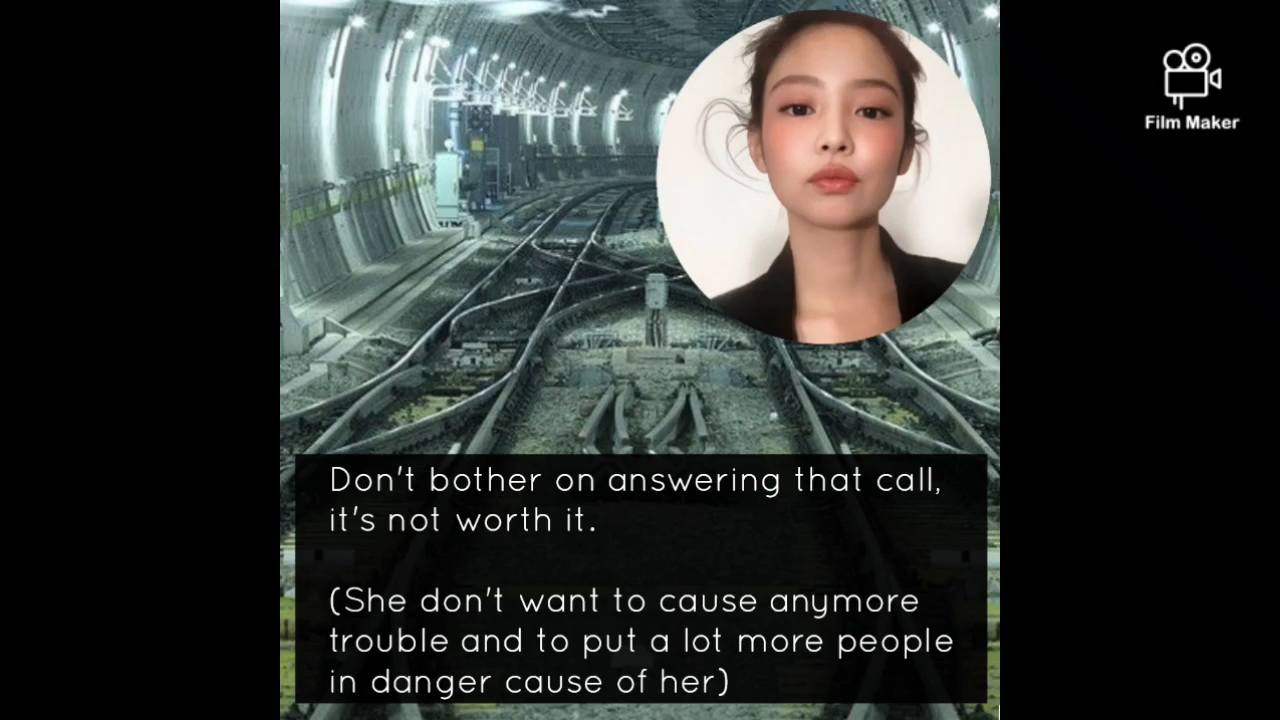 Film Maker
Don't bother on answering that call,
it's not worth it.
(She don't want to cause anymore
trouble and to put a lot more people
in danger cause of her)